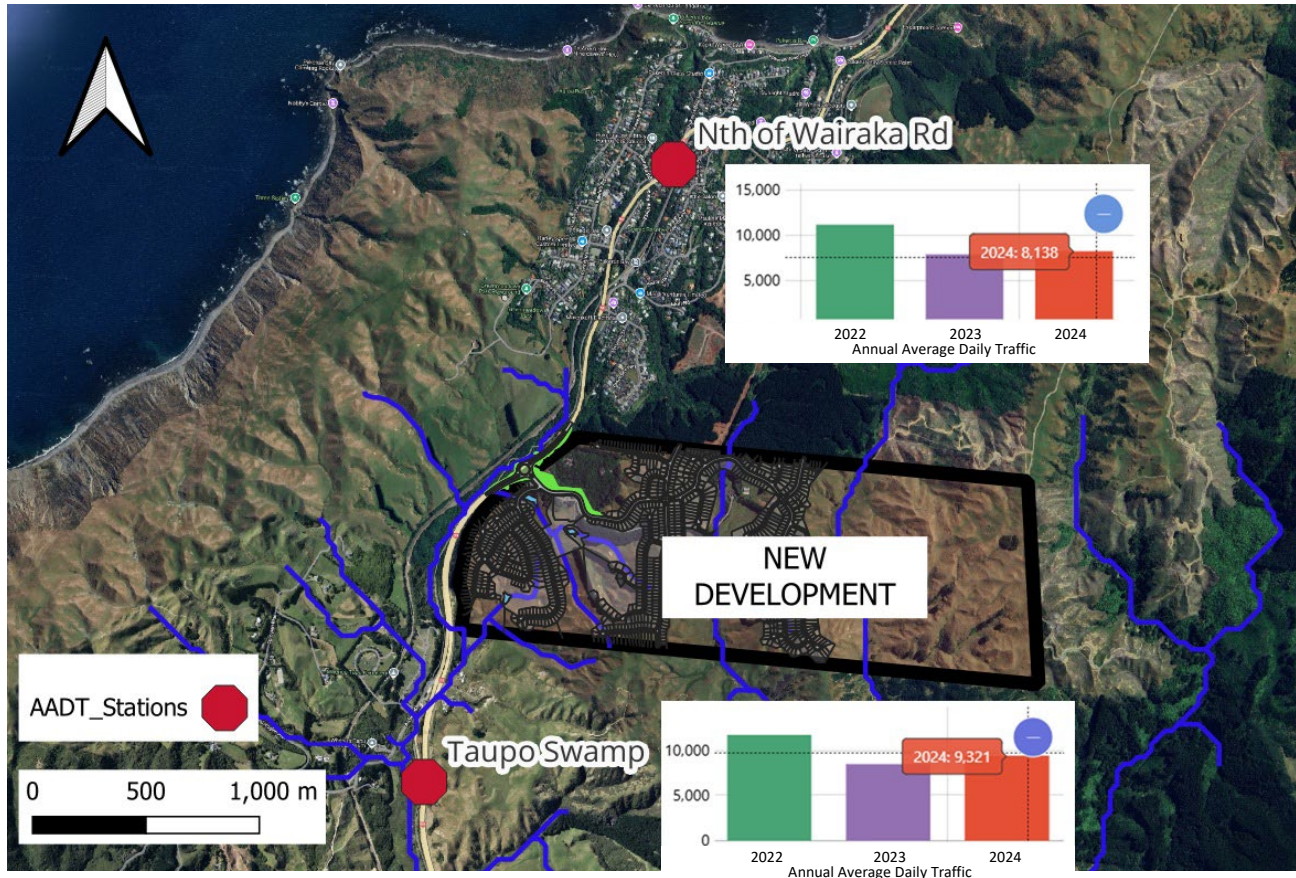 Nth of Wairaka Rd
15,000
10,000
5,000
2024: 8,138
2022
2023
2024
Annual Average Daily Traffic
NEW
DEVELOPMENT
AADT_Stations
Taupo Swamp
0
500
1,000 m
10,000
5,000
0
2024: 9,321
2022
2023
2024
Annual Average Daily Traffic